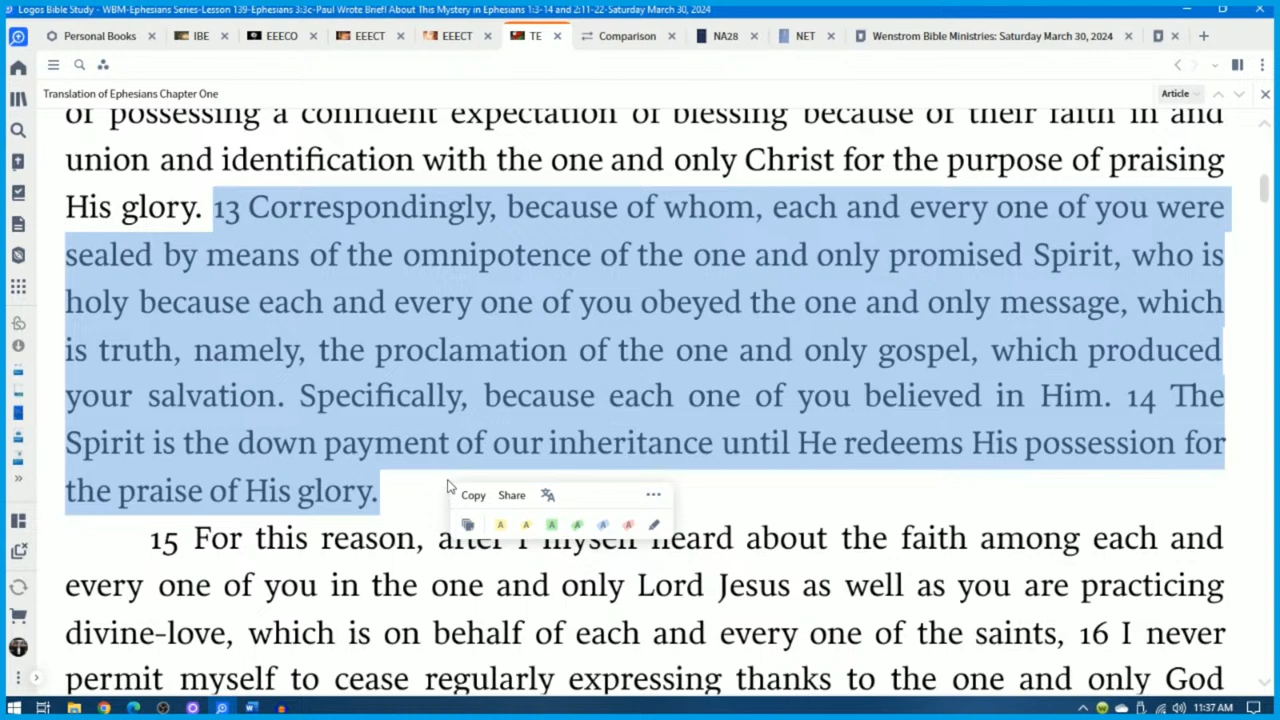 Logos Bible Study - WBM-Ephesians Series-Lesson 139-Ephesians 3:3c-Paul Wrote Briefl About This Mystery in Ephesians 1:3-14 and 2:11-22-Saturday March 30, 2024
Personal Books IBE EEECO EEECT EEECT TE Comparison NA28 NET Wenstrom Bible Ministries: Saturday March 30, 2024
Translation of Ephesians Chapter One Article
of possessing a confident expectation of blessing because of their faith in and
union and identification with the one and only Christ for the purpose of praising
His glory. 13 Correspondingly, because of whom, each and every one of you were
sealed by means of the omnipotence of the one and only promised Spirit, who is
holy because each and every one of you obeyed the one and only message, which
is truth, namely, the proclamation of the one and only gospel, which produced
your salvation. Specifically, because each one of you believed in Him. 14 The
Spirit is the down payment of our inheritance until He redeems His possession for
the praise of His glory.
Copy Share
A A A A A A
15 For this reason, after I myself heard about the faith among each and
every one of you in the one and only Lord Jesus as well as you are practicing
divine-love, which is on behalf of each and every one of the saints, 16 I never
permit myself to cease regularly expressing thanks to the one and only God
11:37 AM